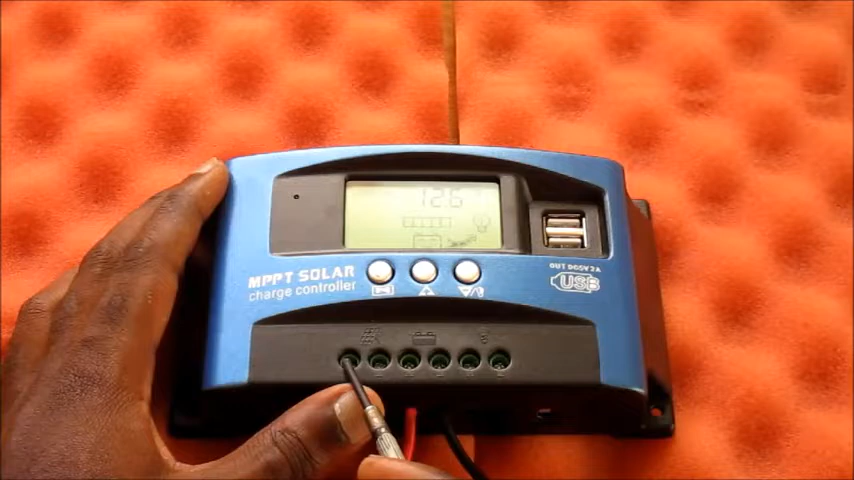 12.6
MPPT SOLAR
charge controller
OUT DC5V 2A
USB